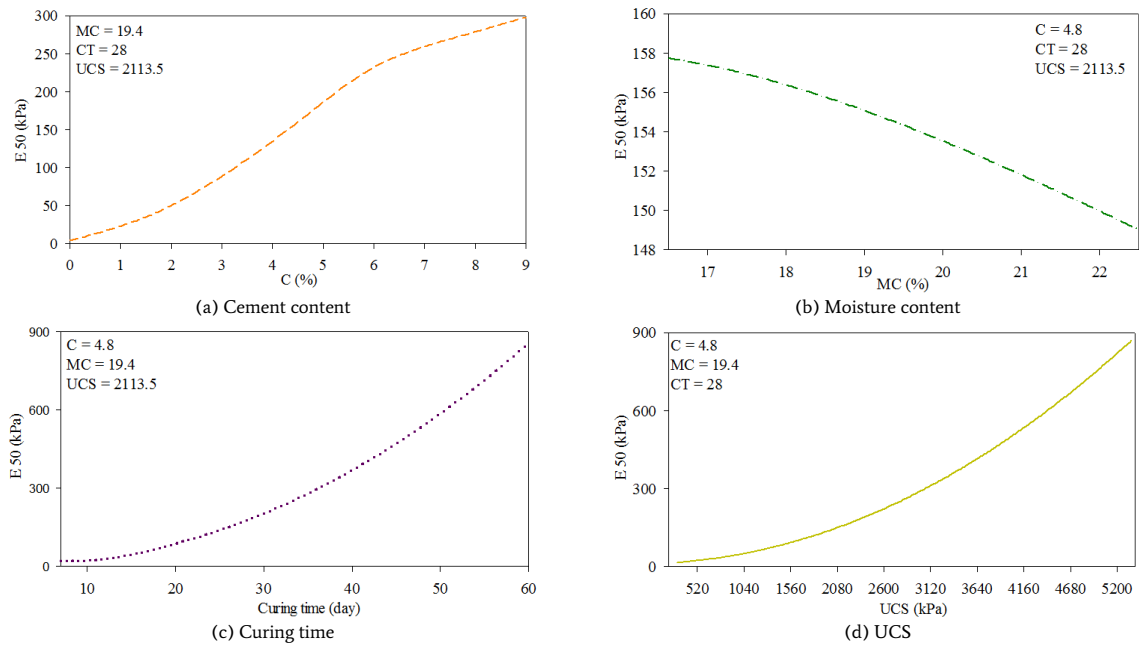 300
250
200
150
100
50
0
E 50 (kPa)
MC = 19.4
CT = 28
UCS = 2113.5
0 1 2 3 4 5 6 7 8 9
C (%)
(a) Cement content
160
158
156
154
152
150
148
E 50 (kPa)
C = 4.8
CT = 28
UCS = 2113.5
17 18 19 20 21 22
MC (%)
(b) Moisture content
900
600
300
0
E 50 (kPa)
C = 4.8
MC = 19.4
UCS = 2113.5
10 20 30 40 50 60
Curing time (day)
(c) Curing time
900
600
300
0
E 50 (kPa)
C = 4.8
MC = 19.4
CT = 28
520 1040 1560 2080 2600 3120 3640 4160 4680 5200
UCS (kPa)
(d) UCS